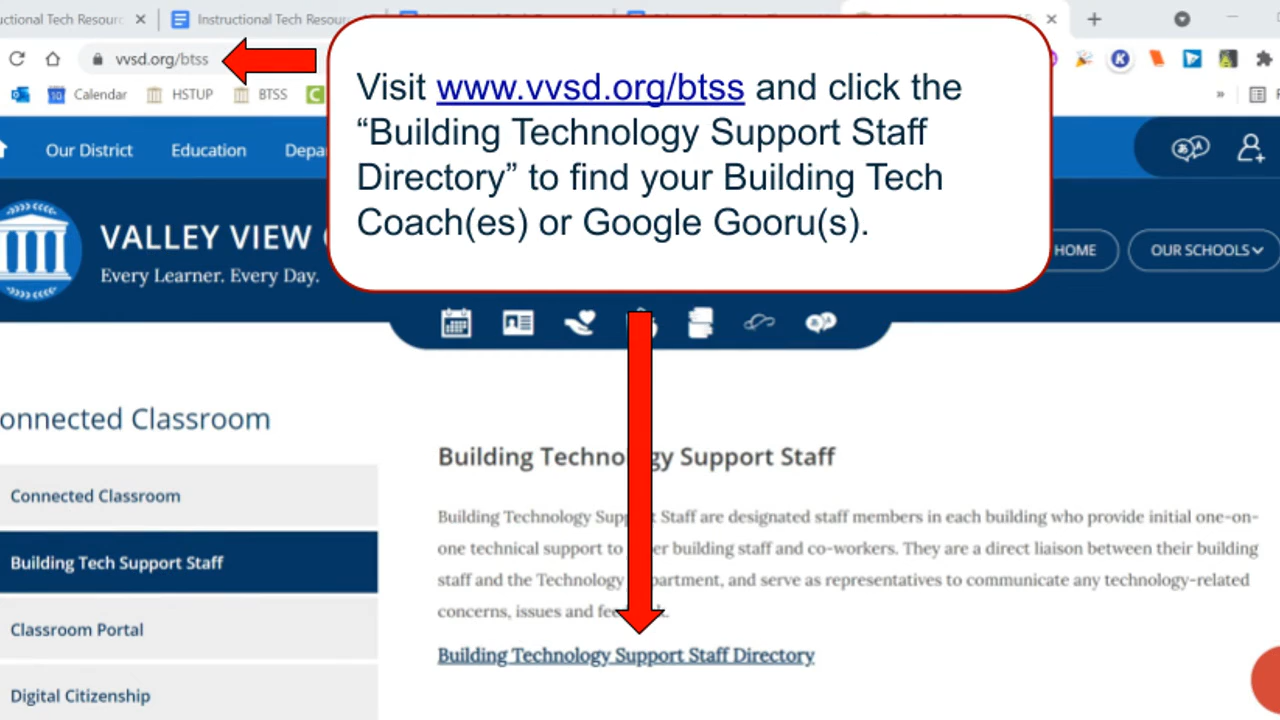 uctional Tech Resourc
Instructional Tech Resour
vvsd.org/btss
Calendar
HSTUP
BTSS
Visit www.vvsd.org/btss and click the
“Building Technology Support Staff
Directory” to find your Building Tech
Coach(es) or Google Gooru(s).
Our District
Education
Depa
VALLEY VIEW
Every Learner. Every Day.
HOME
OUR SCHOOLS
onnected Classroom
Connected Classroom
Building Tech Support Staff
Classroom Portal
Digital Citizenship
Building Techno gy Support Staff
Building Technology Supp t Staff are designated staff members in each building who provide initial one-on-
one technical support to er building staff and co-workers. They are a direct liaison between their building
staff and the Technology partment, and serve as representatives to communicate any technology-related
concerns, issues and fee k.
Building Technology Support Staff Directory